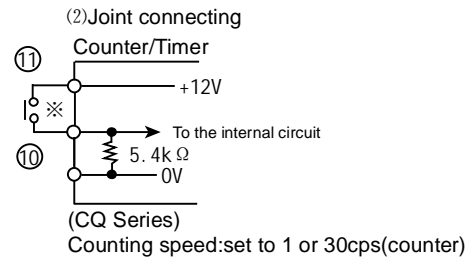 (2)Joint connecting
Counter/Timer
⑪
+12V
※
To the internal circuit
⑩
5.4kΩ
0V
(CQ Series)
Counting speed:set to 1 or 30cps(counter)